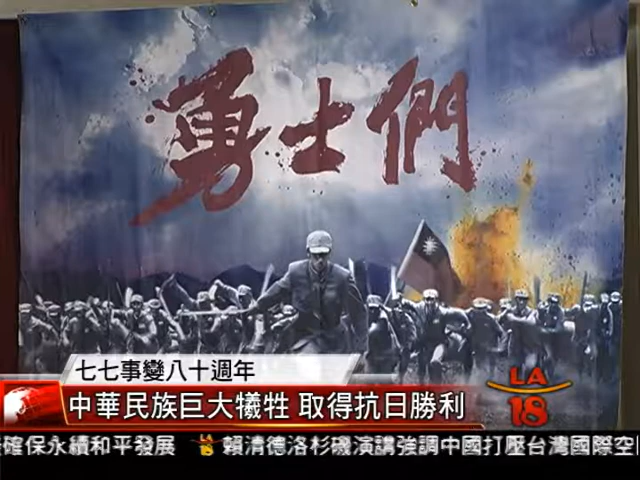 勇士們
七七事變八十週年
中華民族巨大犧牲 取得抗日勝利
LA
18
確保永續和平發展 賴清德洛杉磯演講強調中國打壓台灣國際空